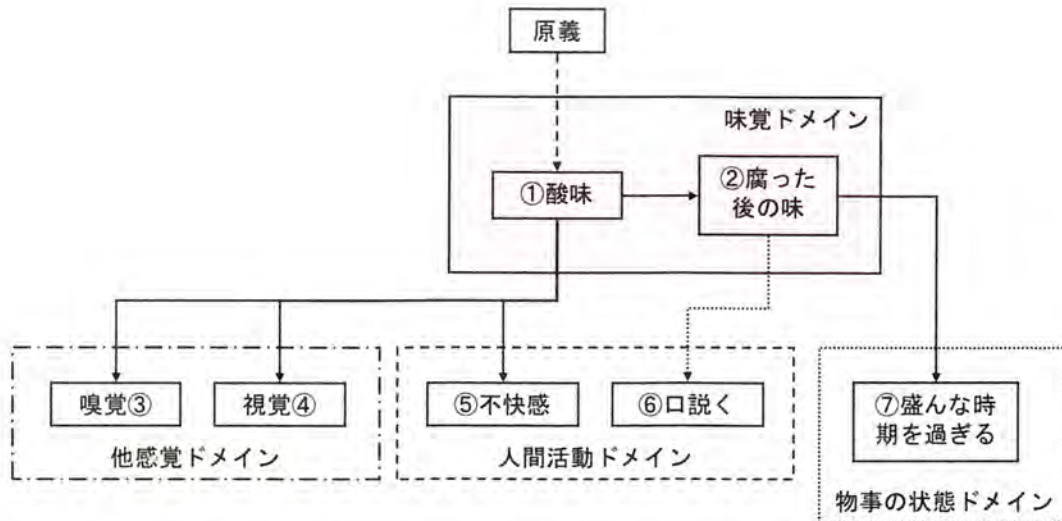 原義
味覚ドメイン
①酸味
②腐った
後の味
嗅覚③
視覚④
⑤不快感
⑥口説く
⑦盛んな時
期を過ぎる
他感覚ドメイン
人間活動ドメイン
物事の状態ドメイン